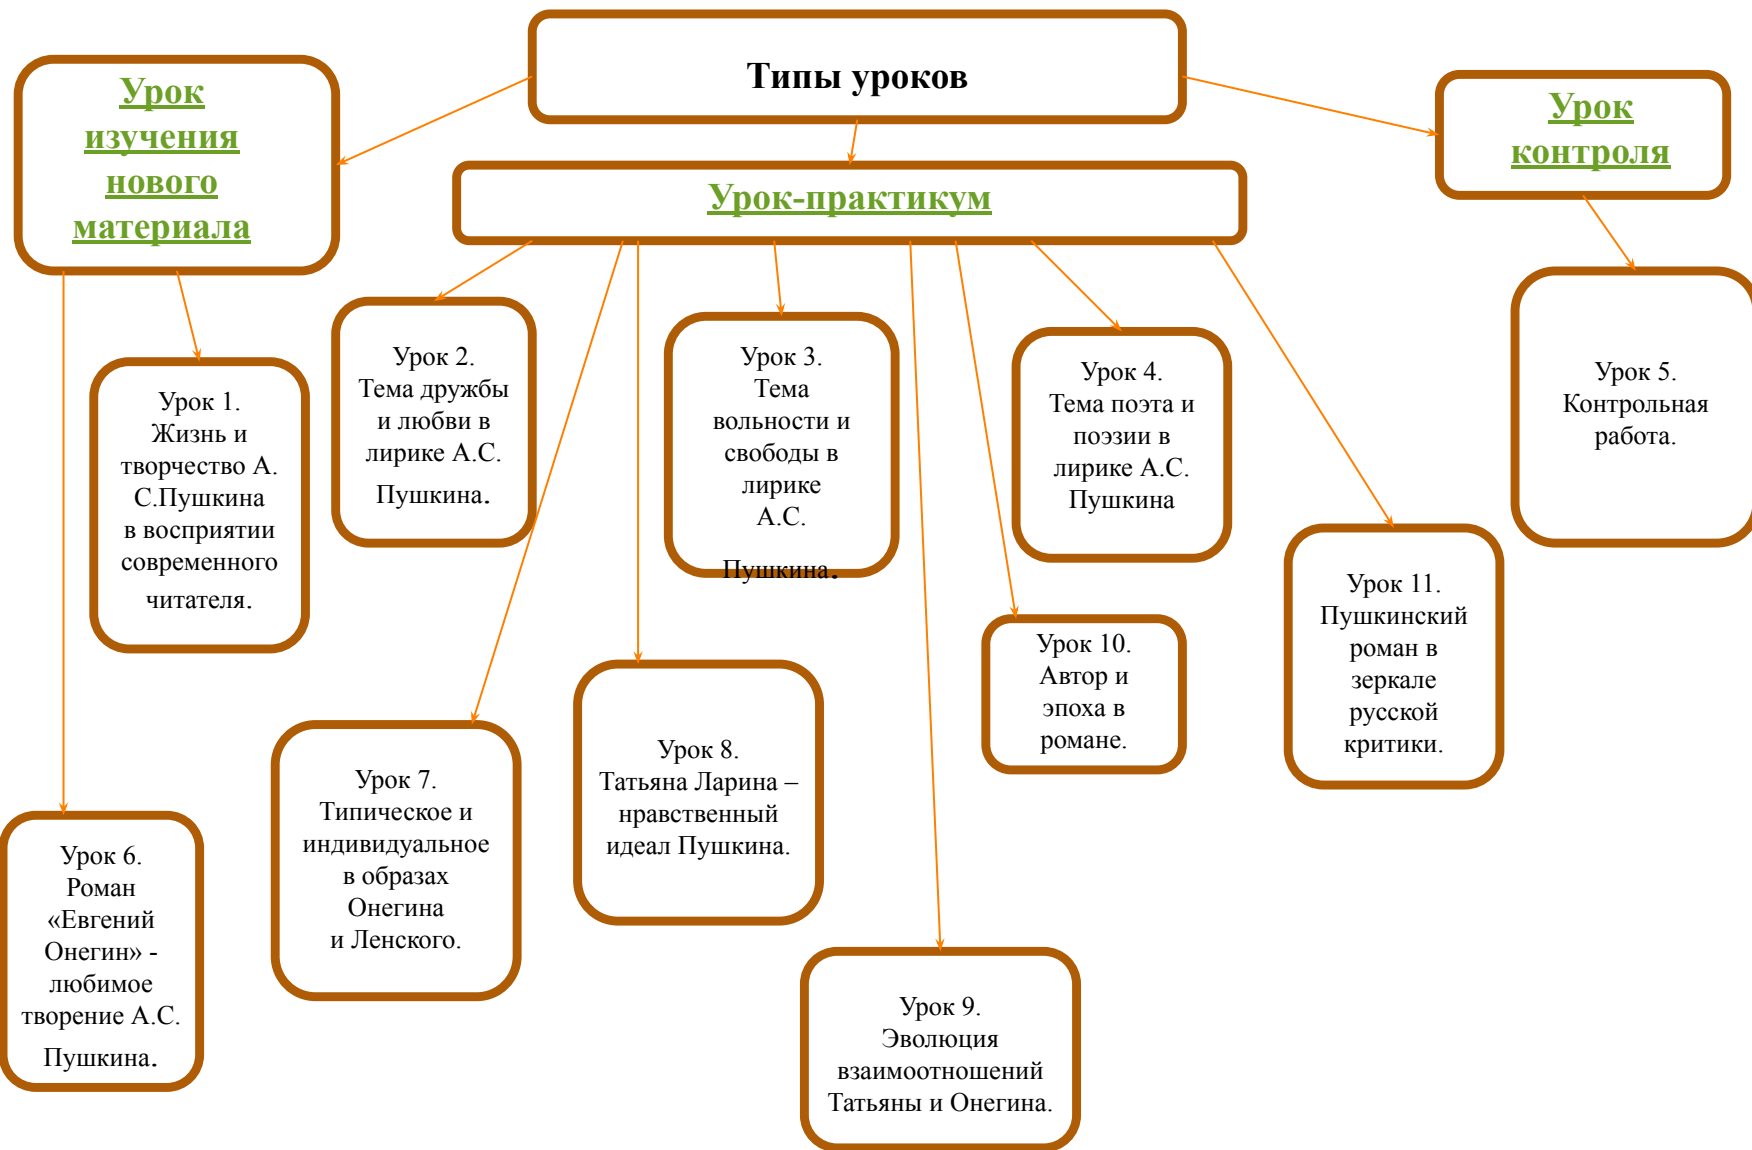 Типы уроков
Урок
изучения
нового
материала
Урок-практикум
Урок
контроля
Урок 1.
Жизнь и
творчество А.
С.Пушкина
в восприятии
современного
читателя.
Урок 2.
Тема дружбы
и любви в
лирике А.С.
Пушкина.
Урок 3.
Тема
вольности и
свободы в
лирике
А.С.
Пушкина.
Урок 4.
Тема поэта и
поэзии в
лирике А.С.
Пушкина
Урок 5.
Контрольная
работа.
Урок 6.
Роман
«Евгений
Онегин» -
любимое
творение А.С.
Пушкина.
Урок 7.
Типическое и
индивидуальное
в образах
Онегина
и Ленского.
Урок 8.
Татьяна Ларина –
нравственный
идеал Пушкина.
Урок 9.
Эволюция
взаимоотношений
Татьяны и Онегина.
Урок 10.
Автор и
эпоха в
романе.
Урок 11.
Пушкинский
роман в
зеркале
русской
критики.